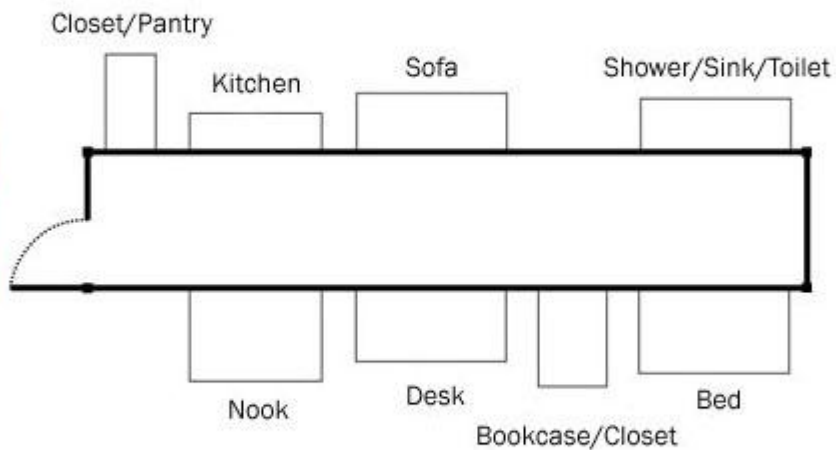 Closet/Pantry
Kitchen
Sofa
Shower/Sink/Toilet
Nook
Desk
Bookcase/Closet
Bed